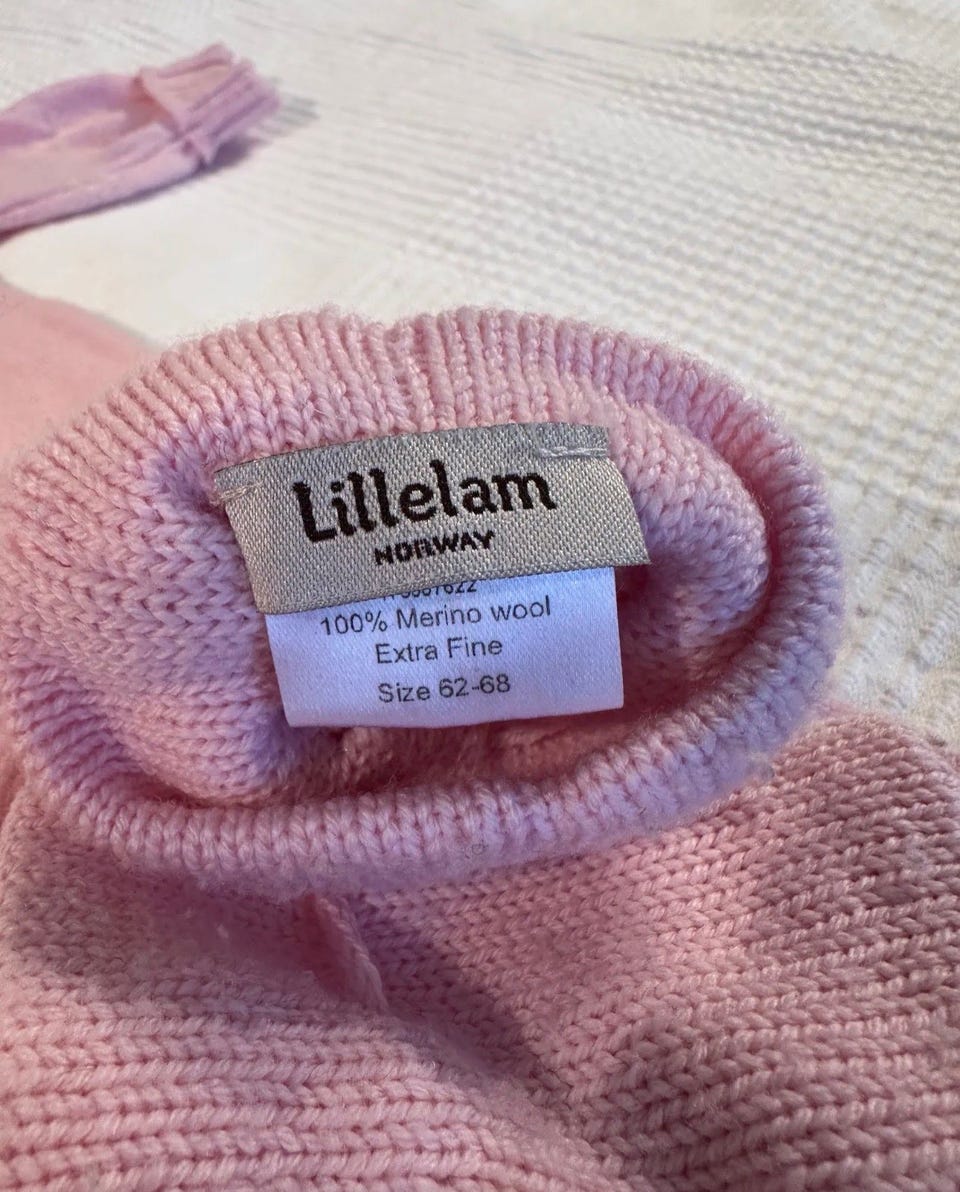 Lillelam
NORWAY
100% Merino wool
Extra Fine
Size 62-68